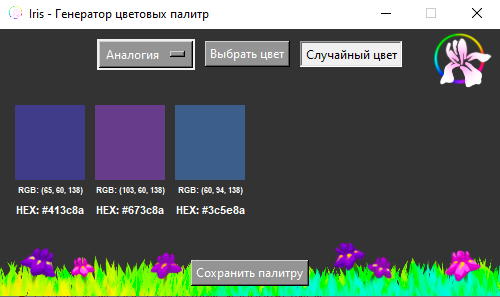 Iris - Генератор цветовых палитр
Аналогия
Выбрать цвет
Случайный цвет
RGB: (65, 60, 138)
RGB: (103, 60, 138)
RGB: (60, 94, 138)
HEX: #413c8a
HEX: #673c8a
HEX: #3c5e8a
Сохранить палитру